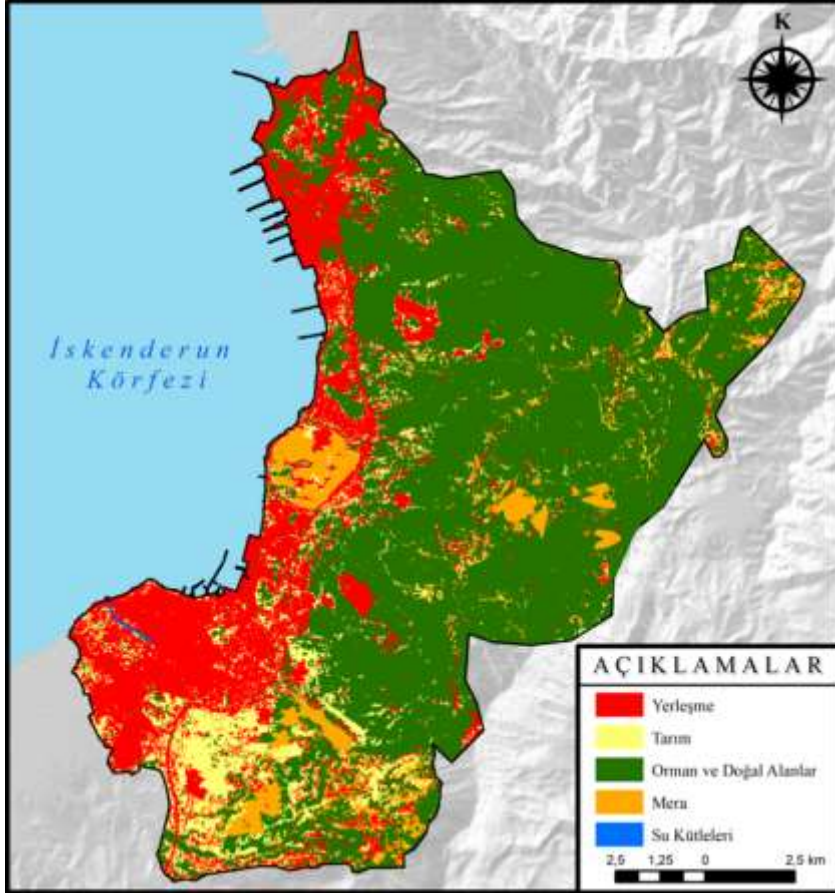 K
İskenderun
Körfezi
AÇIKLAMALAR
Yerleşme
Tarım
Orman ve Doğal Alanlar
Mera
Su Kütleleri
2,5 1,25 0 2,5 km